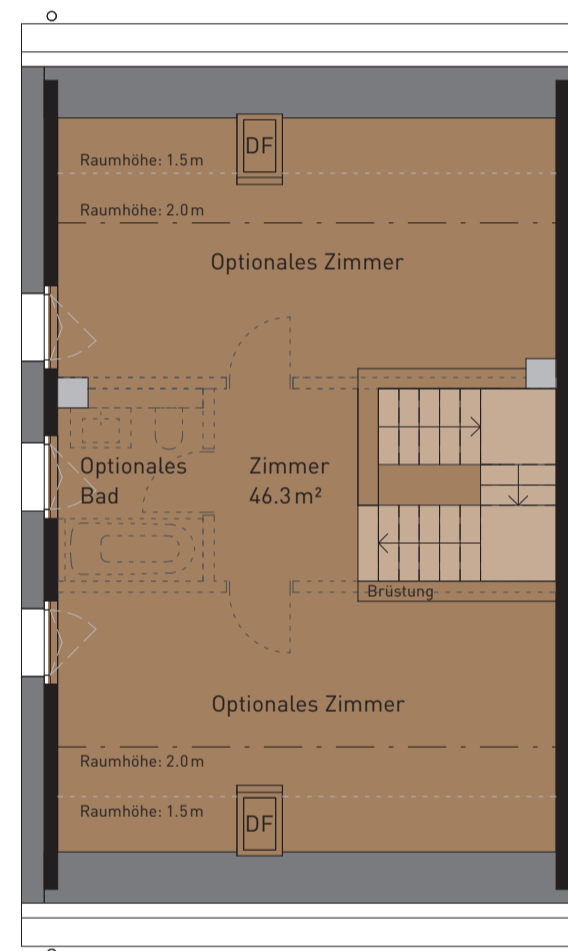 DF
Raumhöhe: 1.5 m
Raumhöhe: 2.0 m
Optionales Zimmer
Optionales
Bad
Zimmer
46.3 m²
Brüstung
Optionales Zimmer
Raumhöhe: 2.0 m
Raumhöhe: 1.5 m
DF